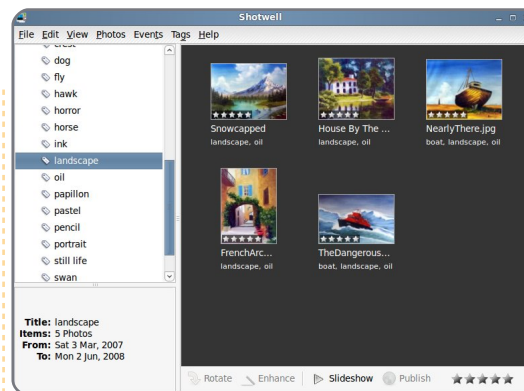 Shotwell
File Edit View Photos Events Tags Help
crest
dog
fly
hawk
horror
horse
ink
landscape
oil
papillon
pastel
pencil
portrait
still life
swan
Title: landscape
Items: 5 Photos
From: Sat 3 Mar, 2007
To: Mon 2 Jun, 2008
Snowcapped
landscape, oil
House By The ...
landscape, oil
NearlyThere.jpg
boat, landscape, oil
FrenchArc...
landscape, oil
TheDangerous...
boat, landscape, oil
Rotate Enhance Slideshow Publish